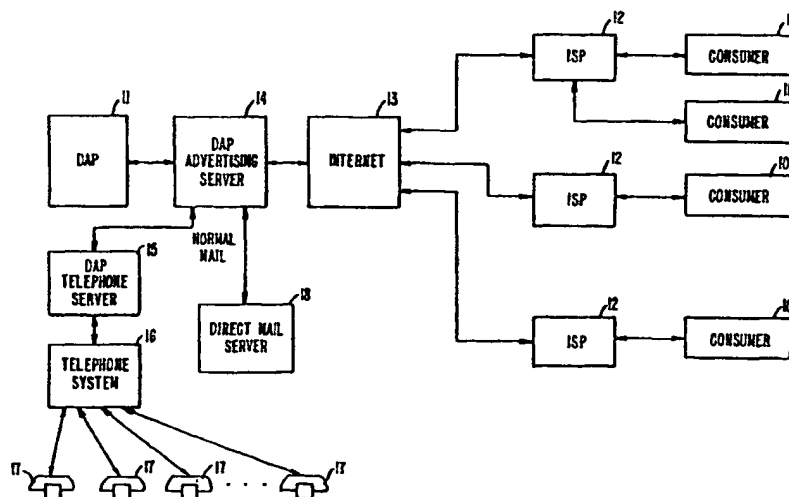 12
ISP
CONSUMER
CONSUMER
11
DAP
14
DAP
ADVERTISING
SERVER
13
INTERNET
12
ISP
10
CONSUMER
NORMAL
MAIL
15
DAP
TELEPHONE
SERVER
18
DIRECT MAIL
SERVER
12
ISP
CONSUMER
16
TELEPHONE
SYSTEM
17
17
17
17